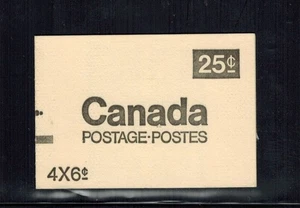 25¢
Canada
POSTAGE·POSTES
4X6¢